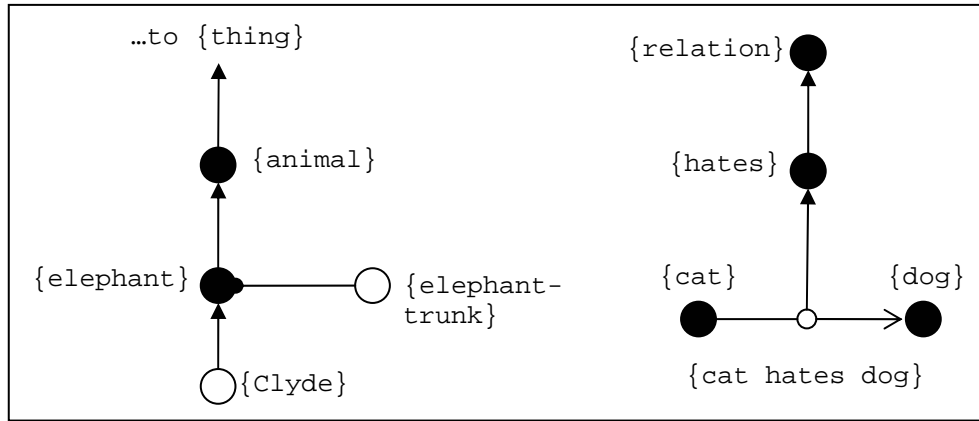 …to {thing}
{animal}
{elephant}
{elephant-
trunk}
{Clyde}
{relation}
{hates}
{cat}
{dog}
{cat hates dog}